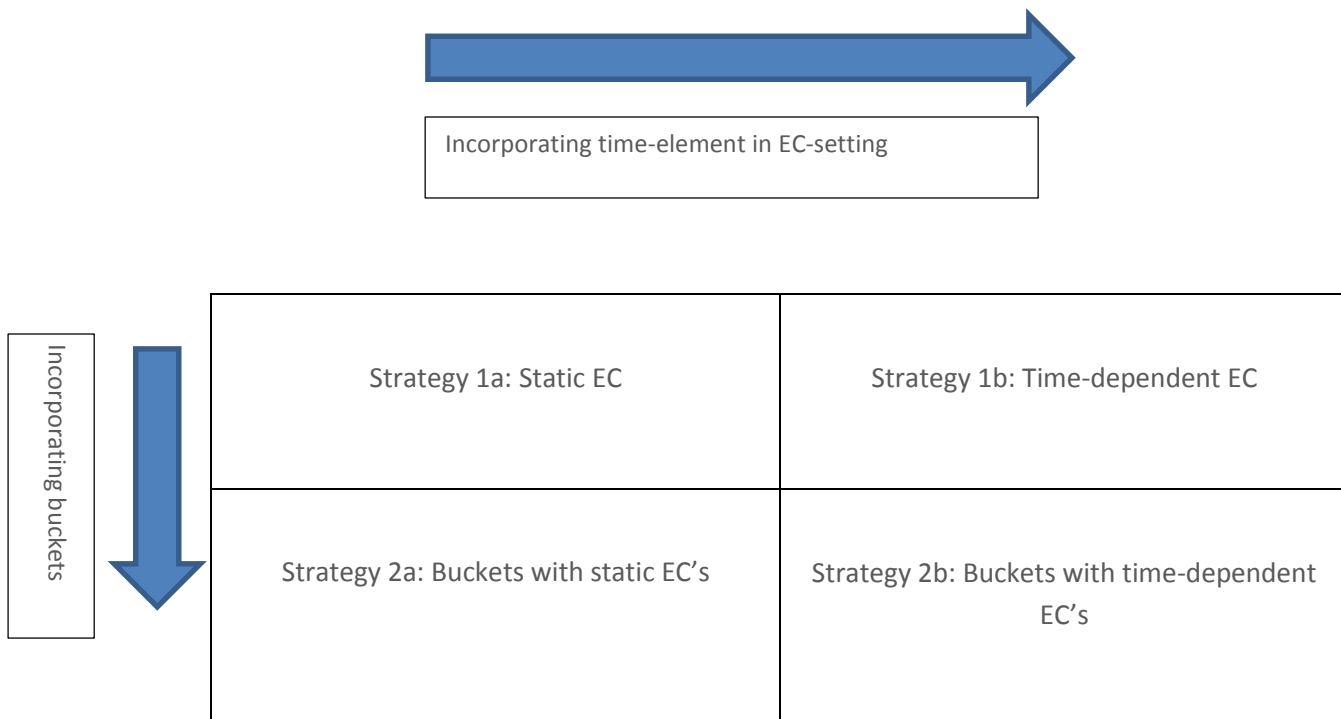 Incorporating time-element in EC-setting
Incorporating buckets
Strategy 1a: Static EC
Strategy 1b: Time-dependent EC
Strategy 2a: Buckets with static EC’s
Strategy 2b: Buckets with time-dependent
EC’s